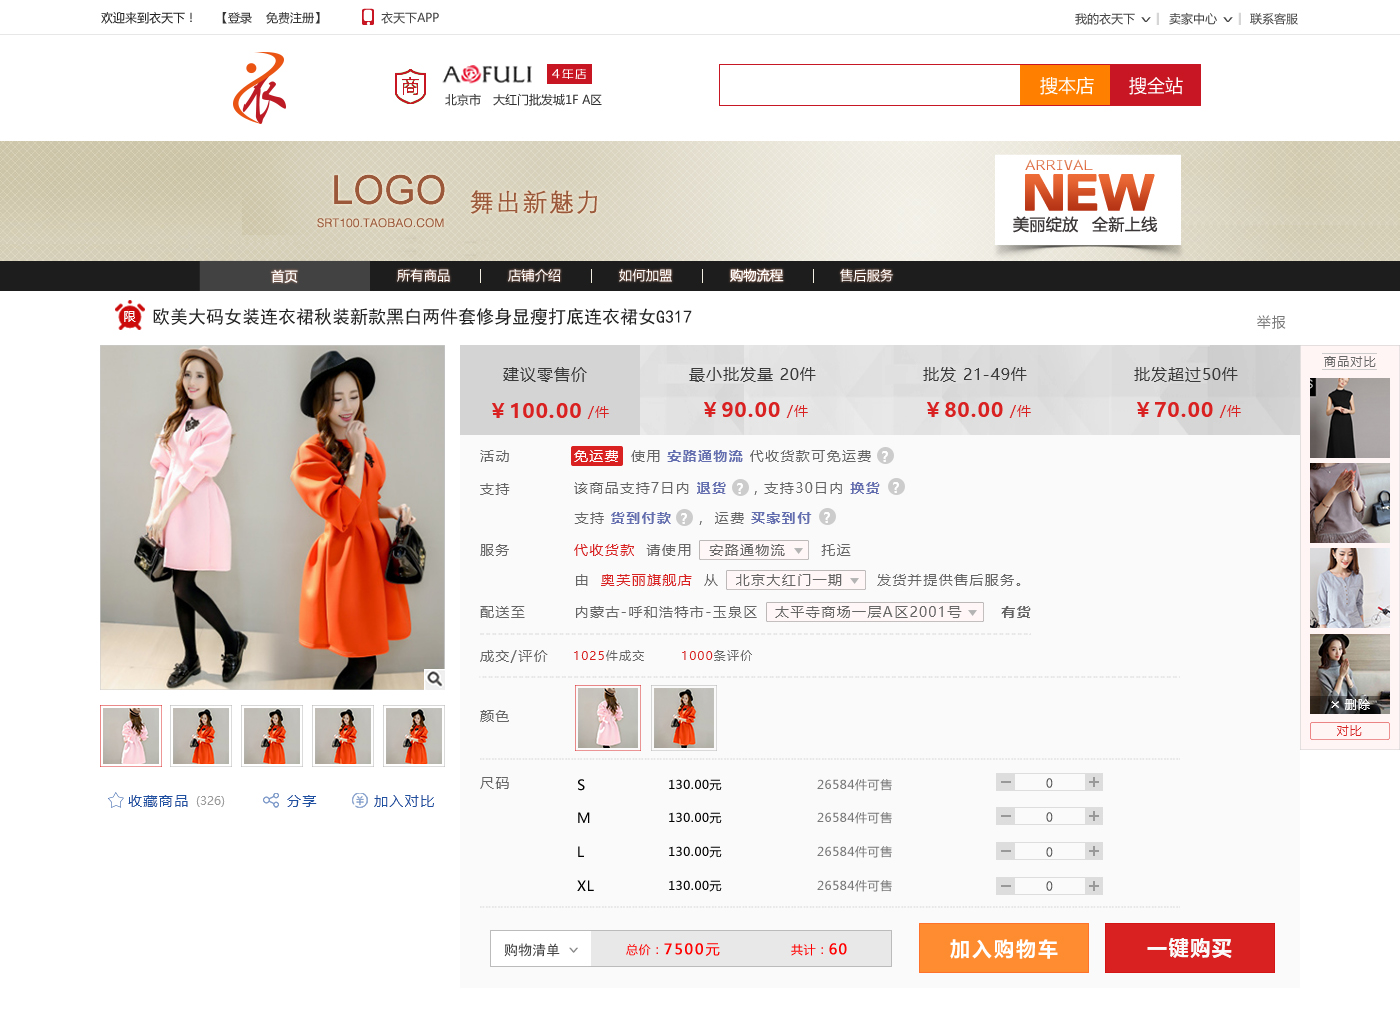 欢迎来到衣天下！ 【登录 免费注册】 衣天下APP 我的衣天下 卖家中心 联系客服
衣
商 AOFULI 4年店
北京市 大红门批发城1F A区
搜本店 搜全站
LOGO
SRT100.TAOBAO.COM
舞出新魅力
ARRIVAL
NEW
美丽绽放 全新上线
首页 所有商品 店铺介绍 如何加盟 购物流程 售后服务
限 欧美大码女装连衣裙秋装新款黑白两件套修身显瘦打底连衣裙女G317
举报
建议零售价 最小批发量 20件 批发 21-49件 批发超过50件
¥100.00 /件 ¥90.00 /件 ¥80.00 /件 ¥70.00 /件
活动 免运费 使用 安路通物流 代收货款可免运费 ?
支持 该商品支持7日内 退货 ? , 支持30日内 换货 ?
支持 货到付款 ? , 运费 买家到付 ?
服务 代收货款 请使用 安路通物流 托运
由 奥芙丽旗舰店 从 北京大红门一期 发货并提供售后服务。
配送至 内蒙古-呼和浩特市-玉泉区 太平寺商场一层A区2001号 有货
成交/评价 1025件成交 1000条评价
颜色
尺码 S 130.00元 26584件可售 0
M 130.00元 26584件可售 0
L 130.00元 26584件可售 0
XL 130.00元 26584件可售 0
购物清单 总价：7500元 共计：60 加入购物车 一键购买
收藏商品 (326) 分享 加入对比
商品对比
× 删除
对比